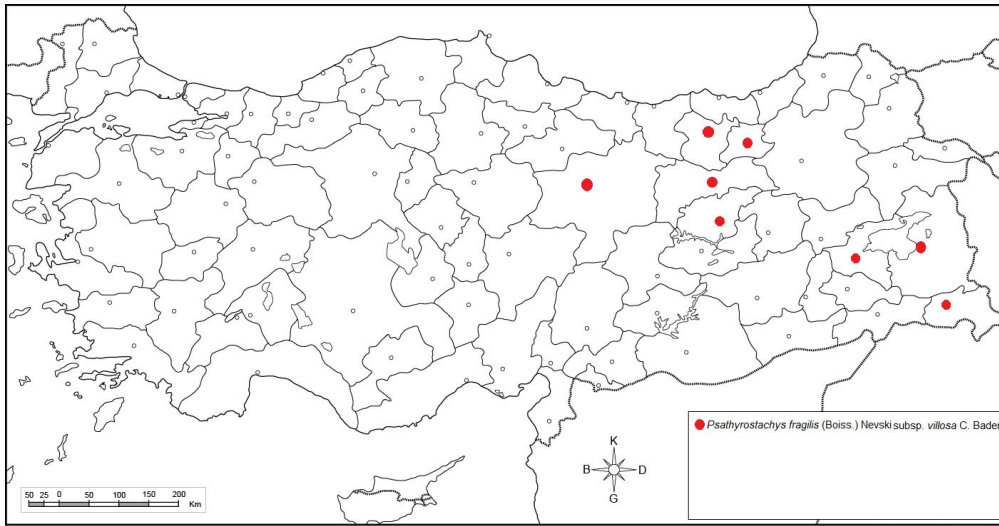 Psathyrostachys fragilis (Boiss.) Nevski subsp. villosa C. Baden
K
B D
G
50 25 0 50 100 150 200
Km